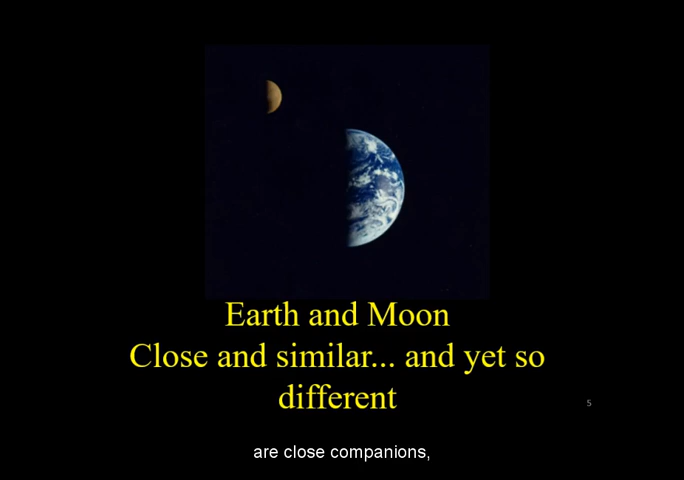 Earth and Moon
Close and similar... and yet so
different
5
are close companions,